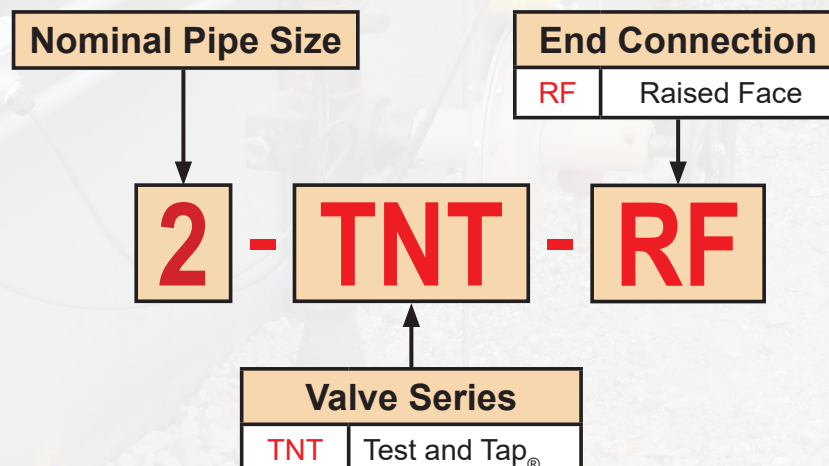 Nominal Pipe Size
End Connection
RF Raised Face
2 - TNT - RF
Valve Series
TNT Test and Tap®